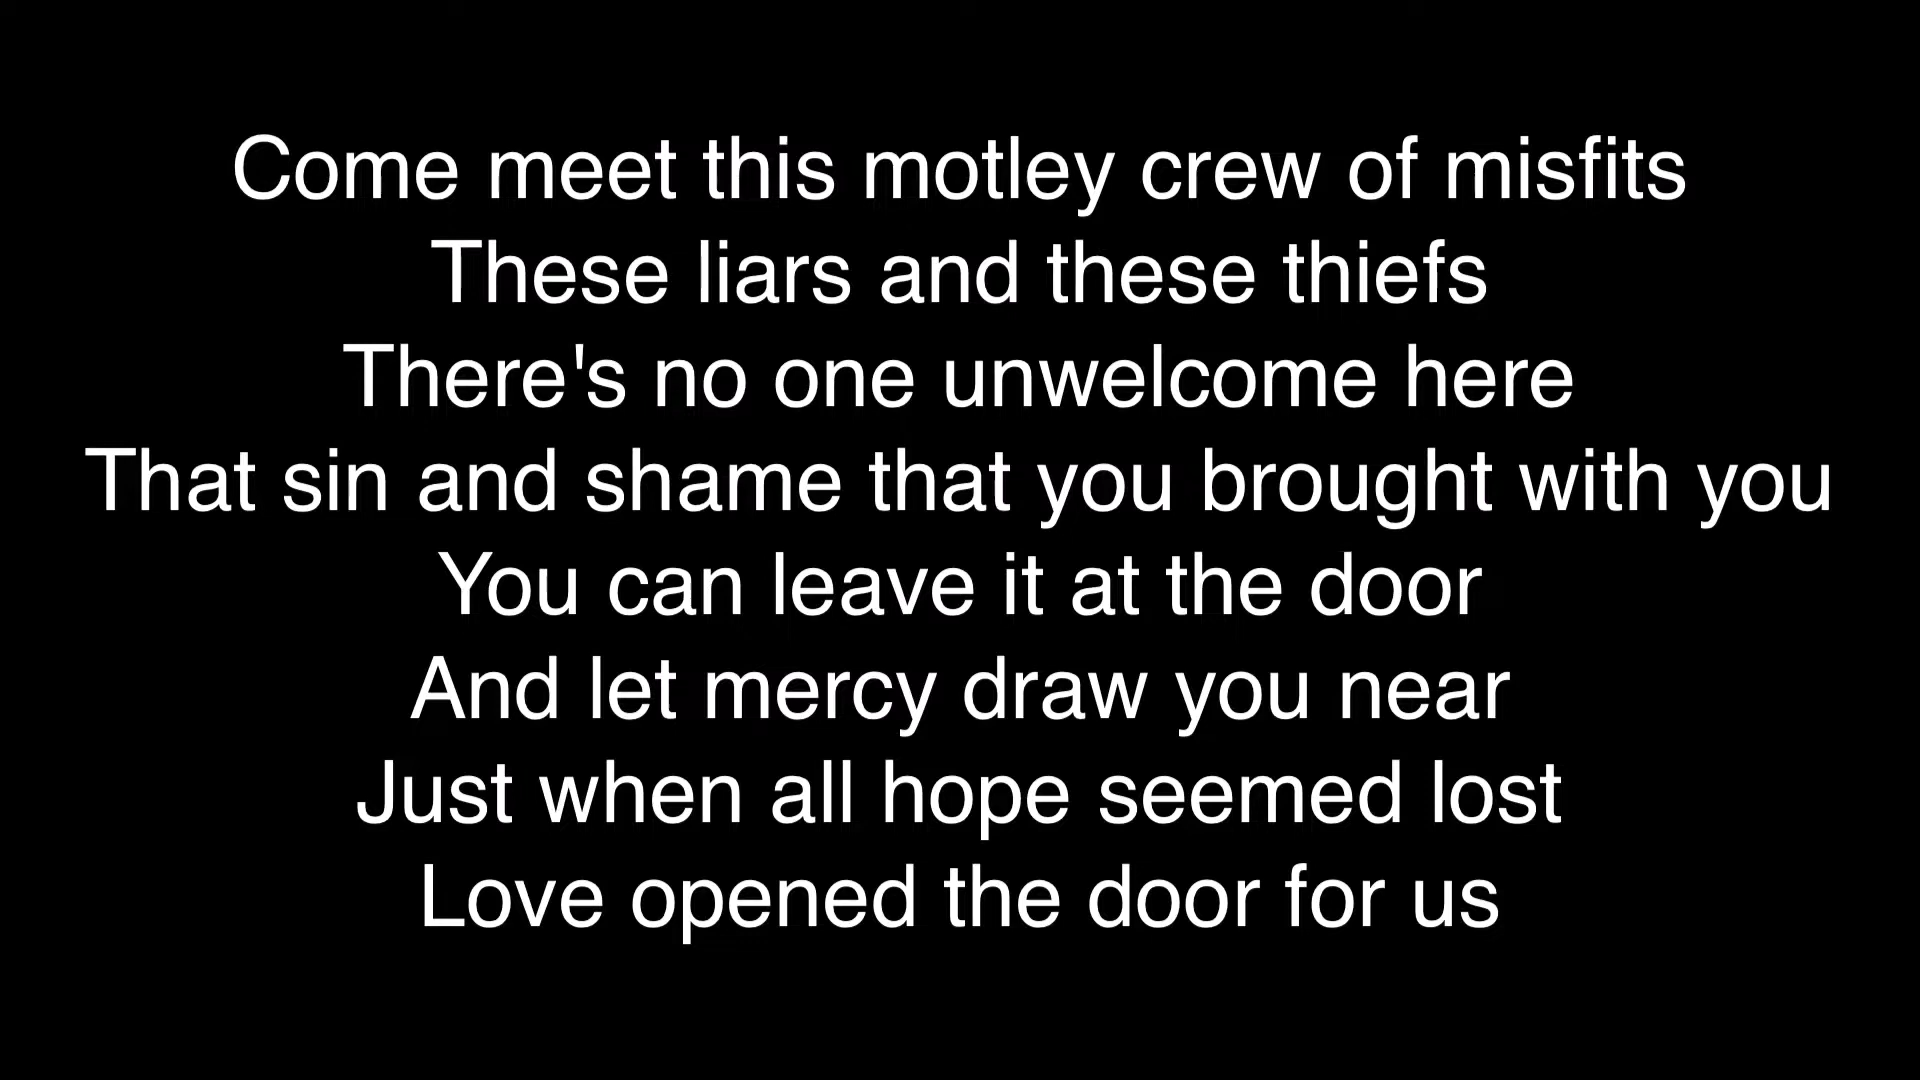 Come meet this motley crew of misfits
These liars and these thiefs
There's no one unwelcome here
That sin and shame that you brought with you
You can leave it at the door
And let mercy draw you near
Just when all hope seemed lost
Love opened the door for us